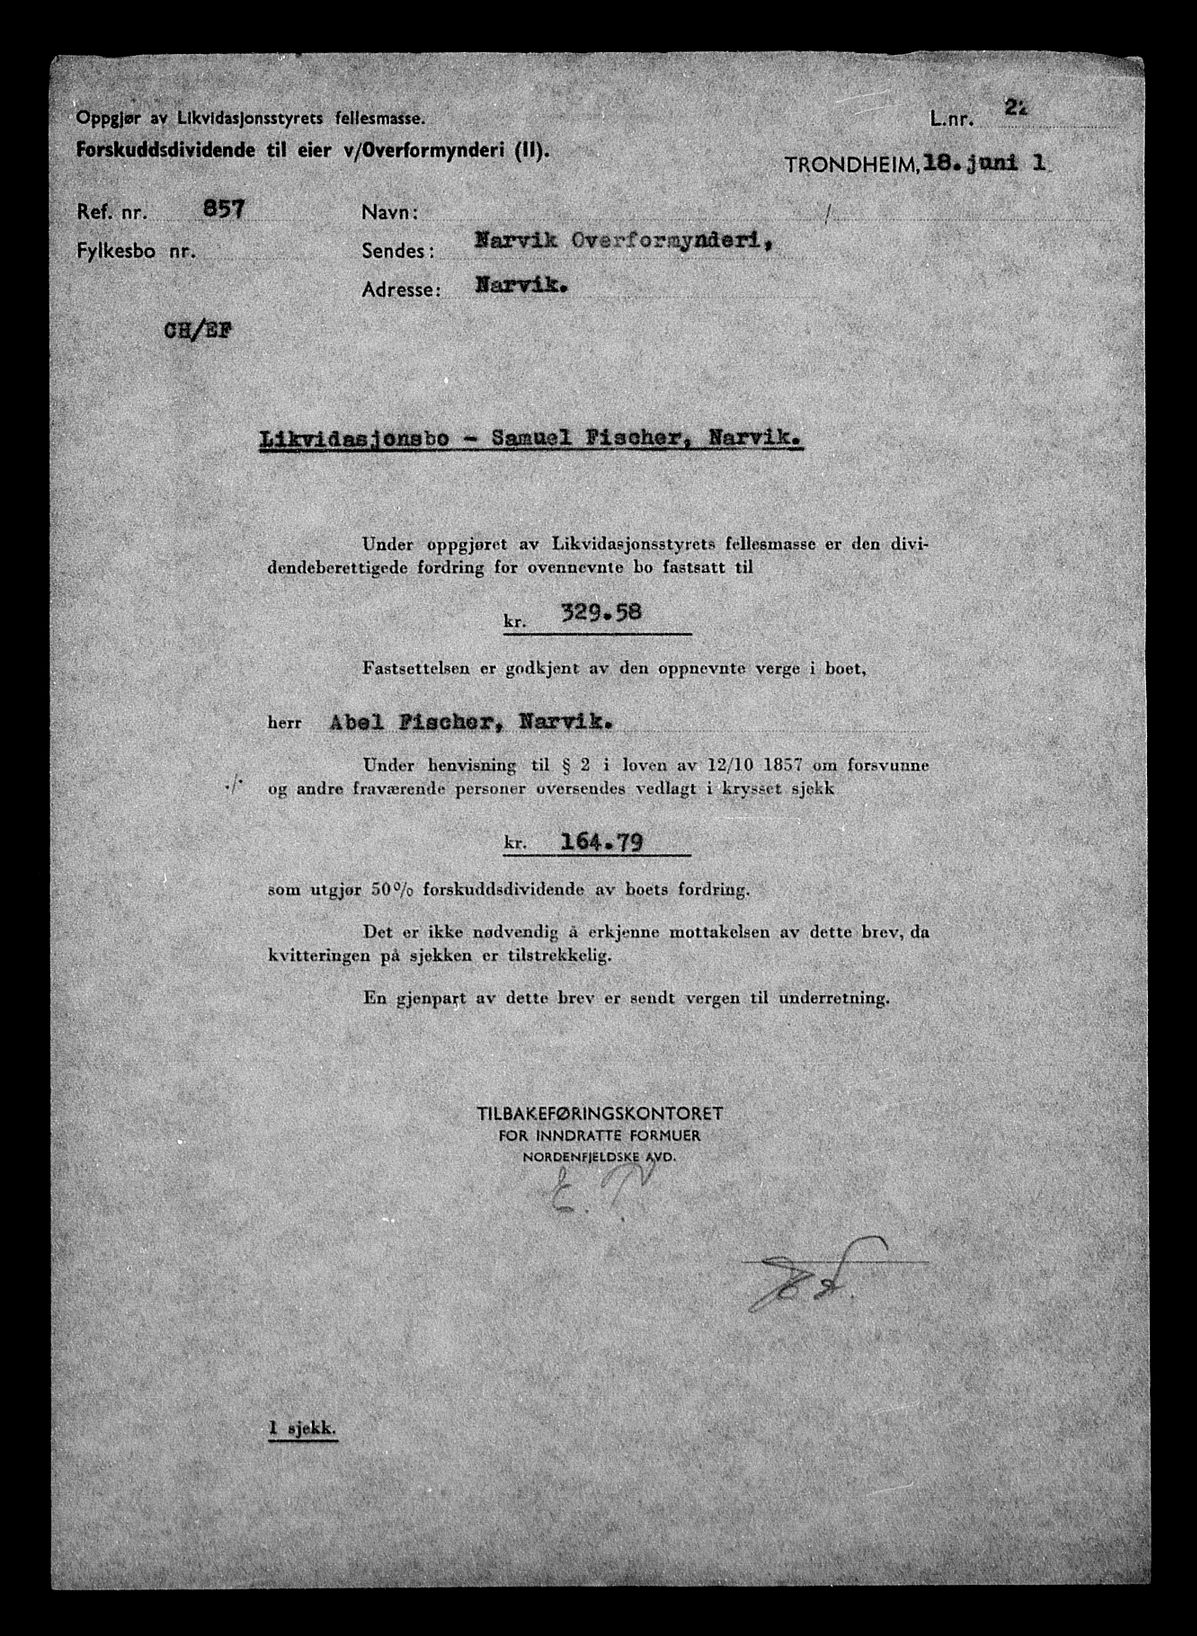 Oppgjør av Likvidasjonsstyrets fellesmasse.
L.nr. 22
Forskuddsdividende til eier v/Overformynderi (II).
TRONDHEIM, 18. juni 1
Ref. nr. 857
Navn: /
Fylkesbo nr.
Sendes: Narvik Overformynderi,
Adresse: Narvik.
CH/EF
Likvidasjonsbo - Samuel Fischer, Narvik.
Under oppgjøret av Likvidasjonsstyrets fellesmasse er den divi-
dendeberettigede fordring for ovennevnte bo fastsatt til
kr. 329.58
Fastsettelsen er godkjent av den oppnevnte verge i boet,
herr Abel Fischer, Narvik.
Under henvisning til § 2 i loven av 12/10 1857 om forsvunne
./. og andre fraværende personer oversendes vedlagt i krysset sjekk
kr. 164.79
som utgjør 50% forskuddsdividende av boets fordring.
Det er ikke nødvendig å erkjenne mottakelsen av dette brev, da
kvitteringen på sjekken er tilstrekkelig.
En gjenpart av dette brev er sendt vergen til underretning.
TILBAKEFØRINGSKONTORET
FOR INNDRATTE FORMUER
NORDENFJELDSKE AVD.
1 sjekk.